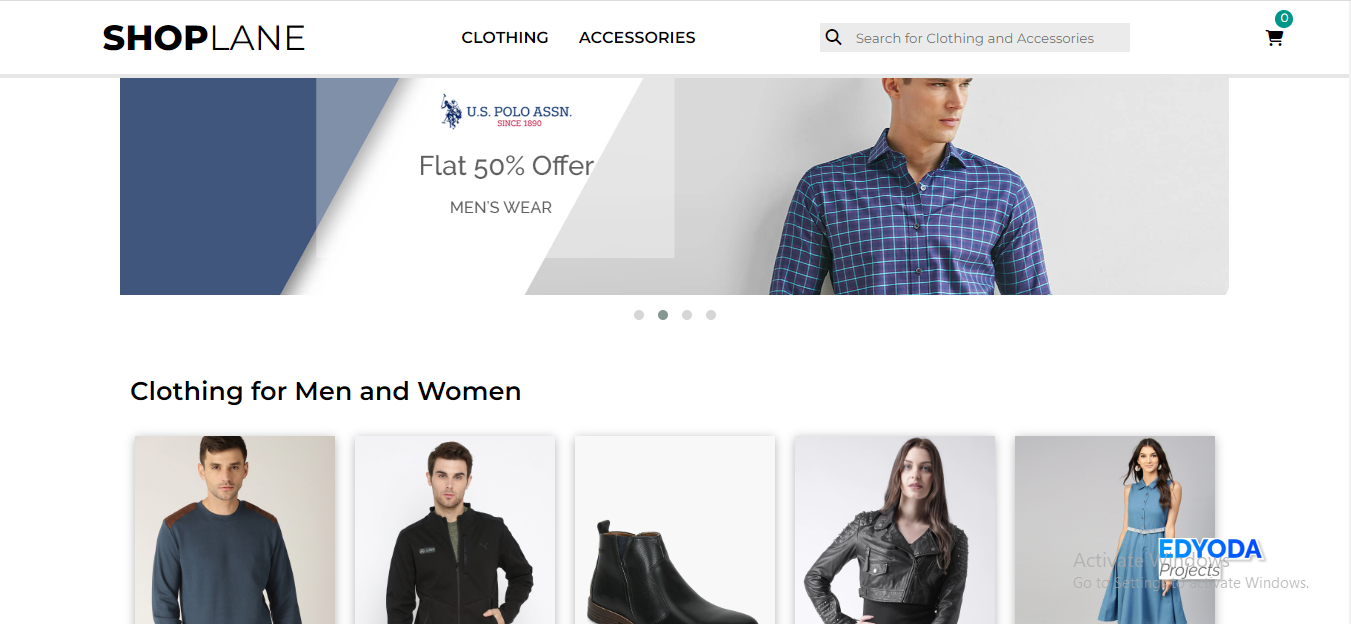 SHOPLANE
CLOTHING
ACCESSORIES
Search for Clothing and Accessories
0
U.S. POLO ASSN.
SINCE 1890
Flat 50% Offer
MEN'S WEAR
Clothing for Men and Women
EDYODA
Projects
Activate Windows
Go to Settings to Activate Windows.